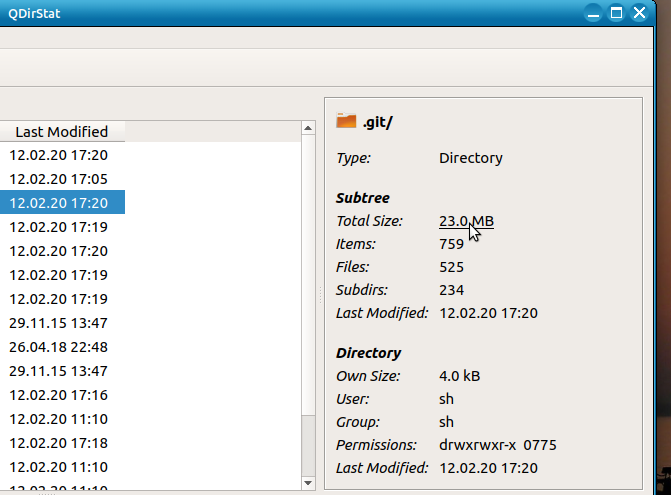 QDirStat
Last Modified
12.02.20 17:20
12.02.20 17:05
12.02.20 17:20
12.02.20 17:19
12.02.20 17:20
12.02.20 17:19
12.02.20 17:19
29.11.15 13:47
26.04.18 22:48
29.11.15 13:47
12.02.20 17:16
12.02.20 11:10
12.02.20 17:18
12.02.20 11:10
12.02.20 11:10
.git/
Type: Directory
Subtree
Total Size: 23.0 MB
Items: 759
Files: 525
Subdirs: 234
Last Modified: 12.02.20 17:20
Directory
Own Size: 4.0 kB
User: sh
Group: sh
Permissions: drwxrwxr-x 0775
Last Modified: 12.02.20 17:20